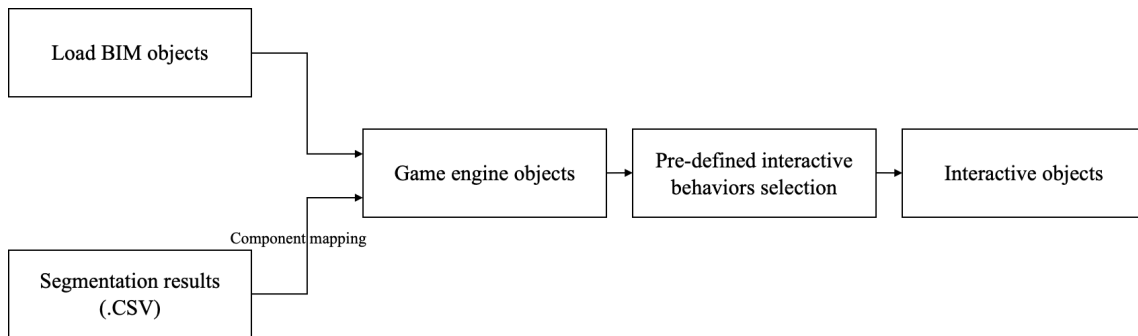 Load BIM objects
Game engine objects
Pre-defined interactive
behaviors selection
Interactive objects
Component mapping
Segmentation results
(.CSV)